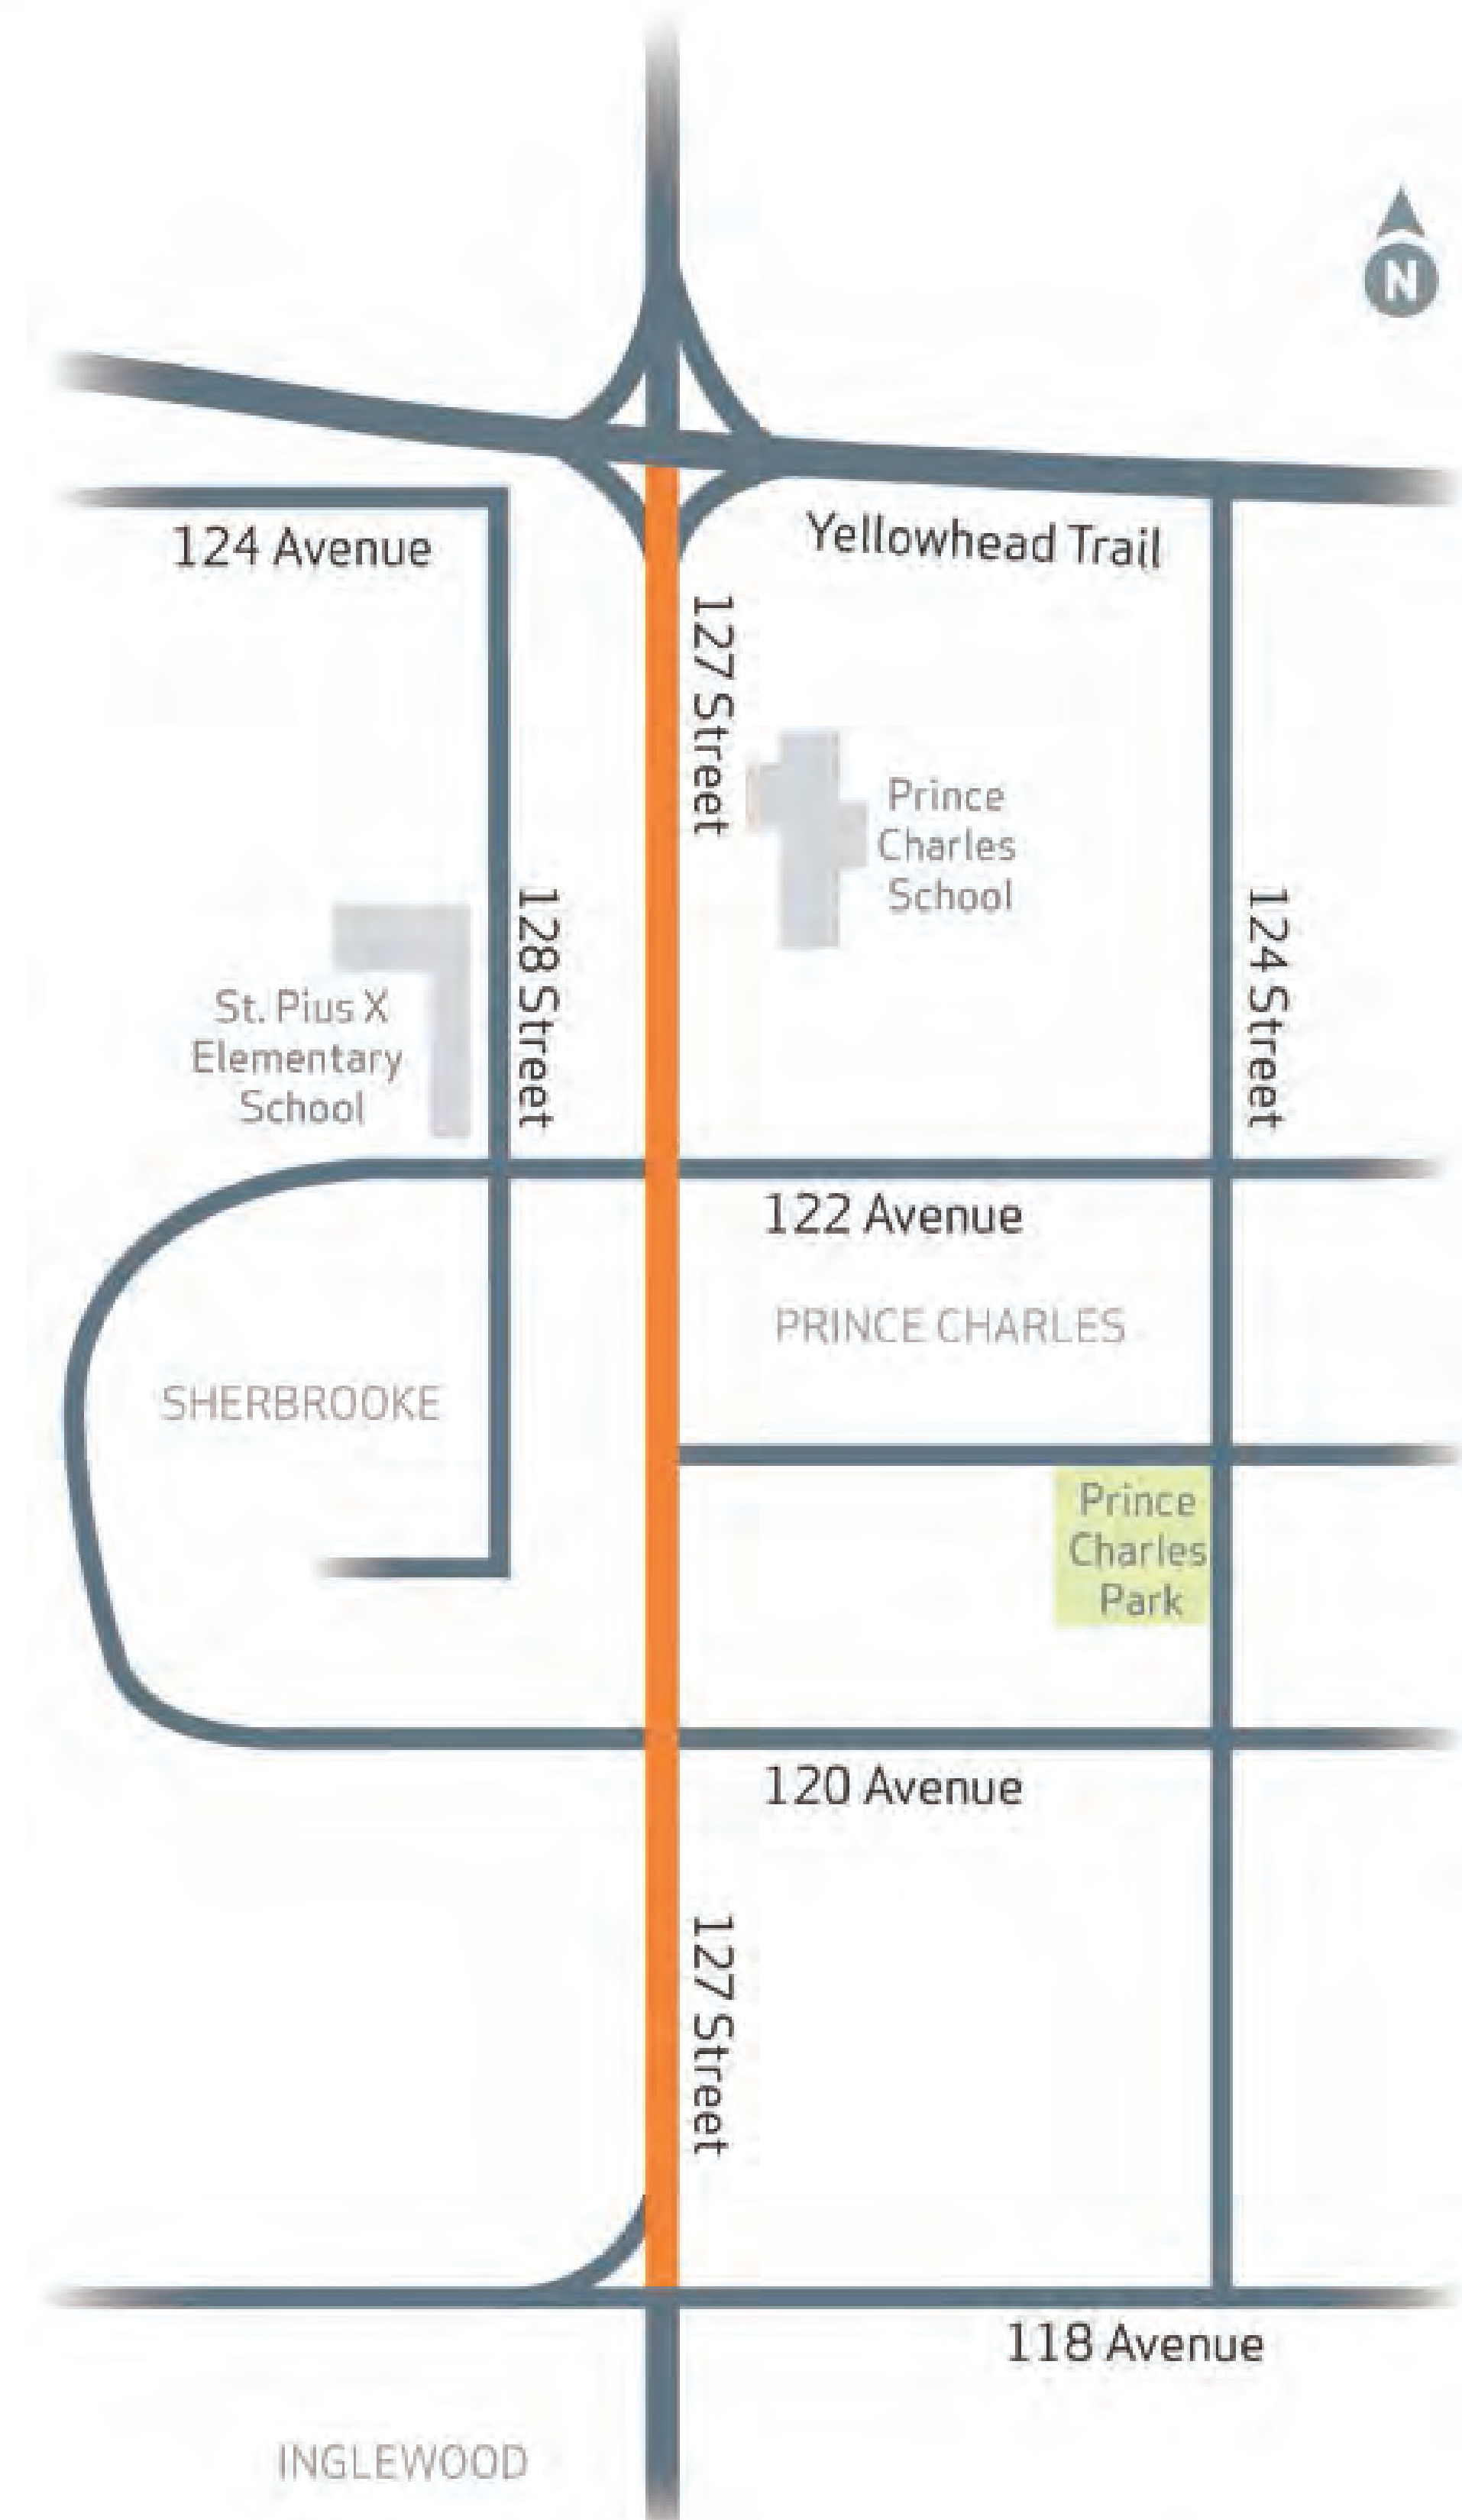 N
124 Avenue
Yellowhead Trail
127 Street
Prince
Charles
School
128 Street
124 Street
St. Pius X
Elementary
School
122 Avenue
PRINCE CHARLES
SHERBROOKE
Prince
Charles
Park
120 Avenue
127 Street
118 Avenue
INGLEWOOD